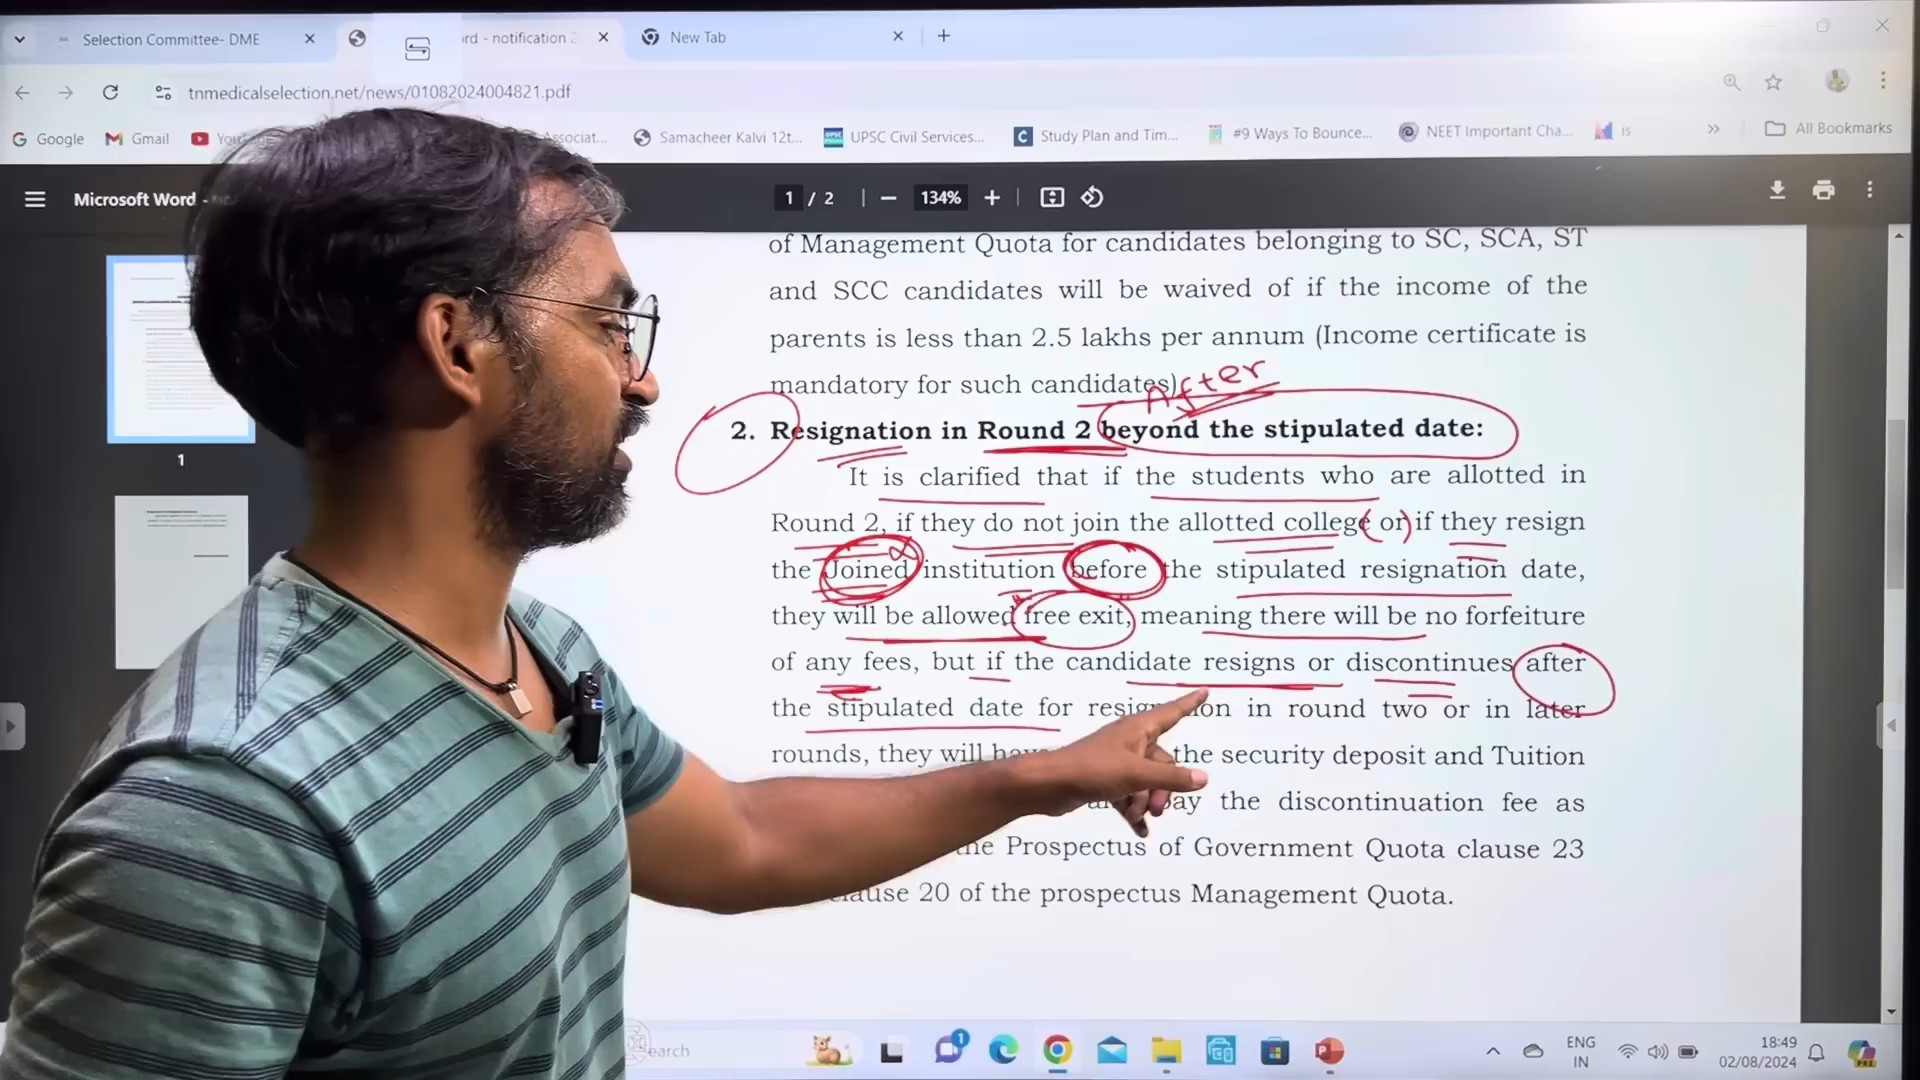 Selection Committee- DME
rd - notification 2
New Tab
tnmedicalselection.net/news/01082024004821.pdf
Google
Gmail
Associat...
Samacheer Kalvi 12t...
UPSC Civil Services...
Study Plan and Tim...
#9 Ways To Bounce...
NEET Important Cha...
is
All Bookmarks
Microsoft Word -
1 / 2
134%
of Management Quota for candidates belonging to SC, SCA, ST
and SCC candidates will be waived of if the income of the
parents is less than 2.5 lakhs per annum (Income certificate is
mandatory for such candidates)
After
2. Resignation in Round 2 beyond the stipulated date:
It is clarified that if the students who are allotted in
Round 2, if they do not join the allotted college (or) if they resign
the Joined institution before the stipulated resignation date,
they will be allowed free exit, meaning there will be no forfeiture
of any fees, but if the candidate resigns or discontinues after
the stipulated date for resignation in round two or in later
rounds, they will the security deposit and Tuition
pay the discontinuation fee as
the Prospectus of Government Quota clause 23
clause 20 of the prospectus Management Quota.
1
1
ENG
IN
18:49
02/08/2024